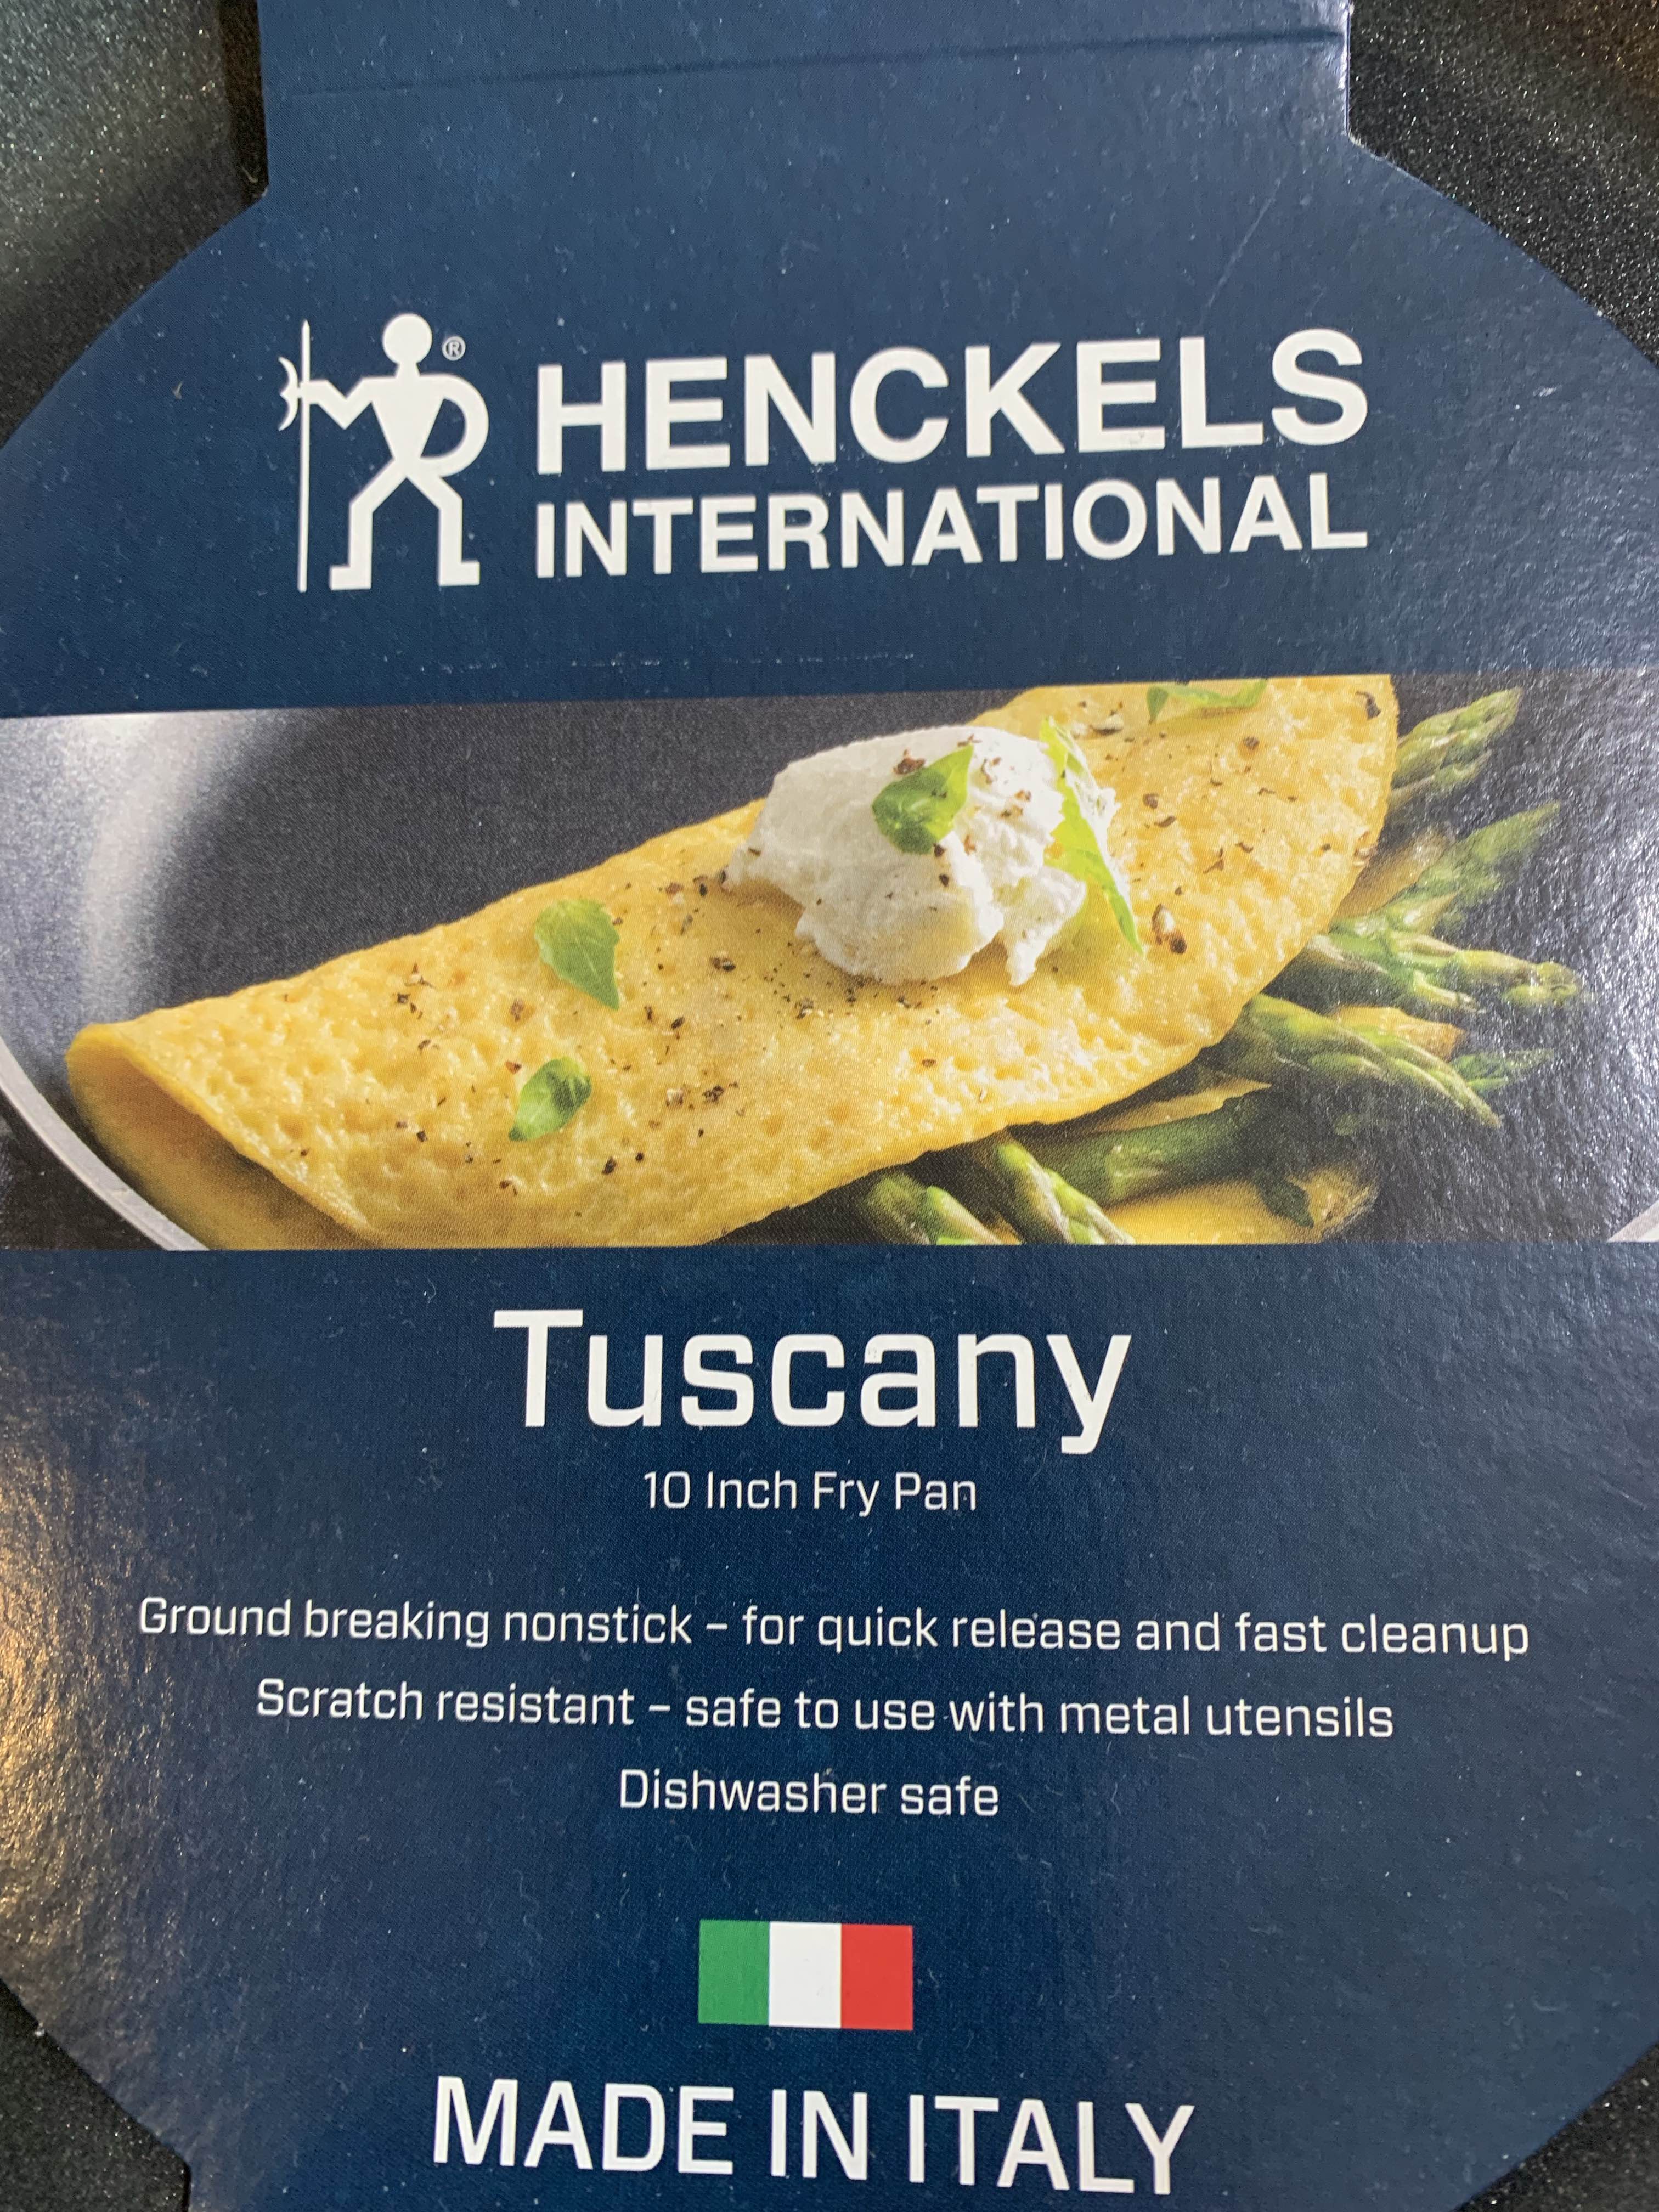 ®
HENCKELS
INTERNATIONAL
Tuscany
10 Inch Fry Pan
Ground breaking nonstick – for quick release and fast cleanup
Scratch resistant – safe to use with metal utensils
Dishwasher safe
MADE IN ITALY